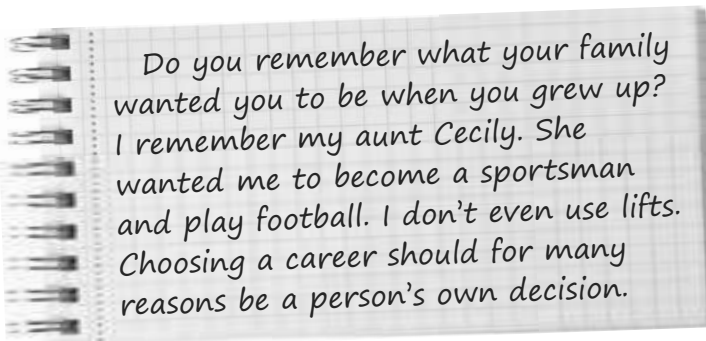 Do you remember what your family
wanted you to be when you grew up?
I remember my aunt Cecily. She
wanted me to become a sportsman
and play football. I don't even use lifts.
Choosing a career should for many
reasons be a person's own decision.